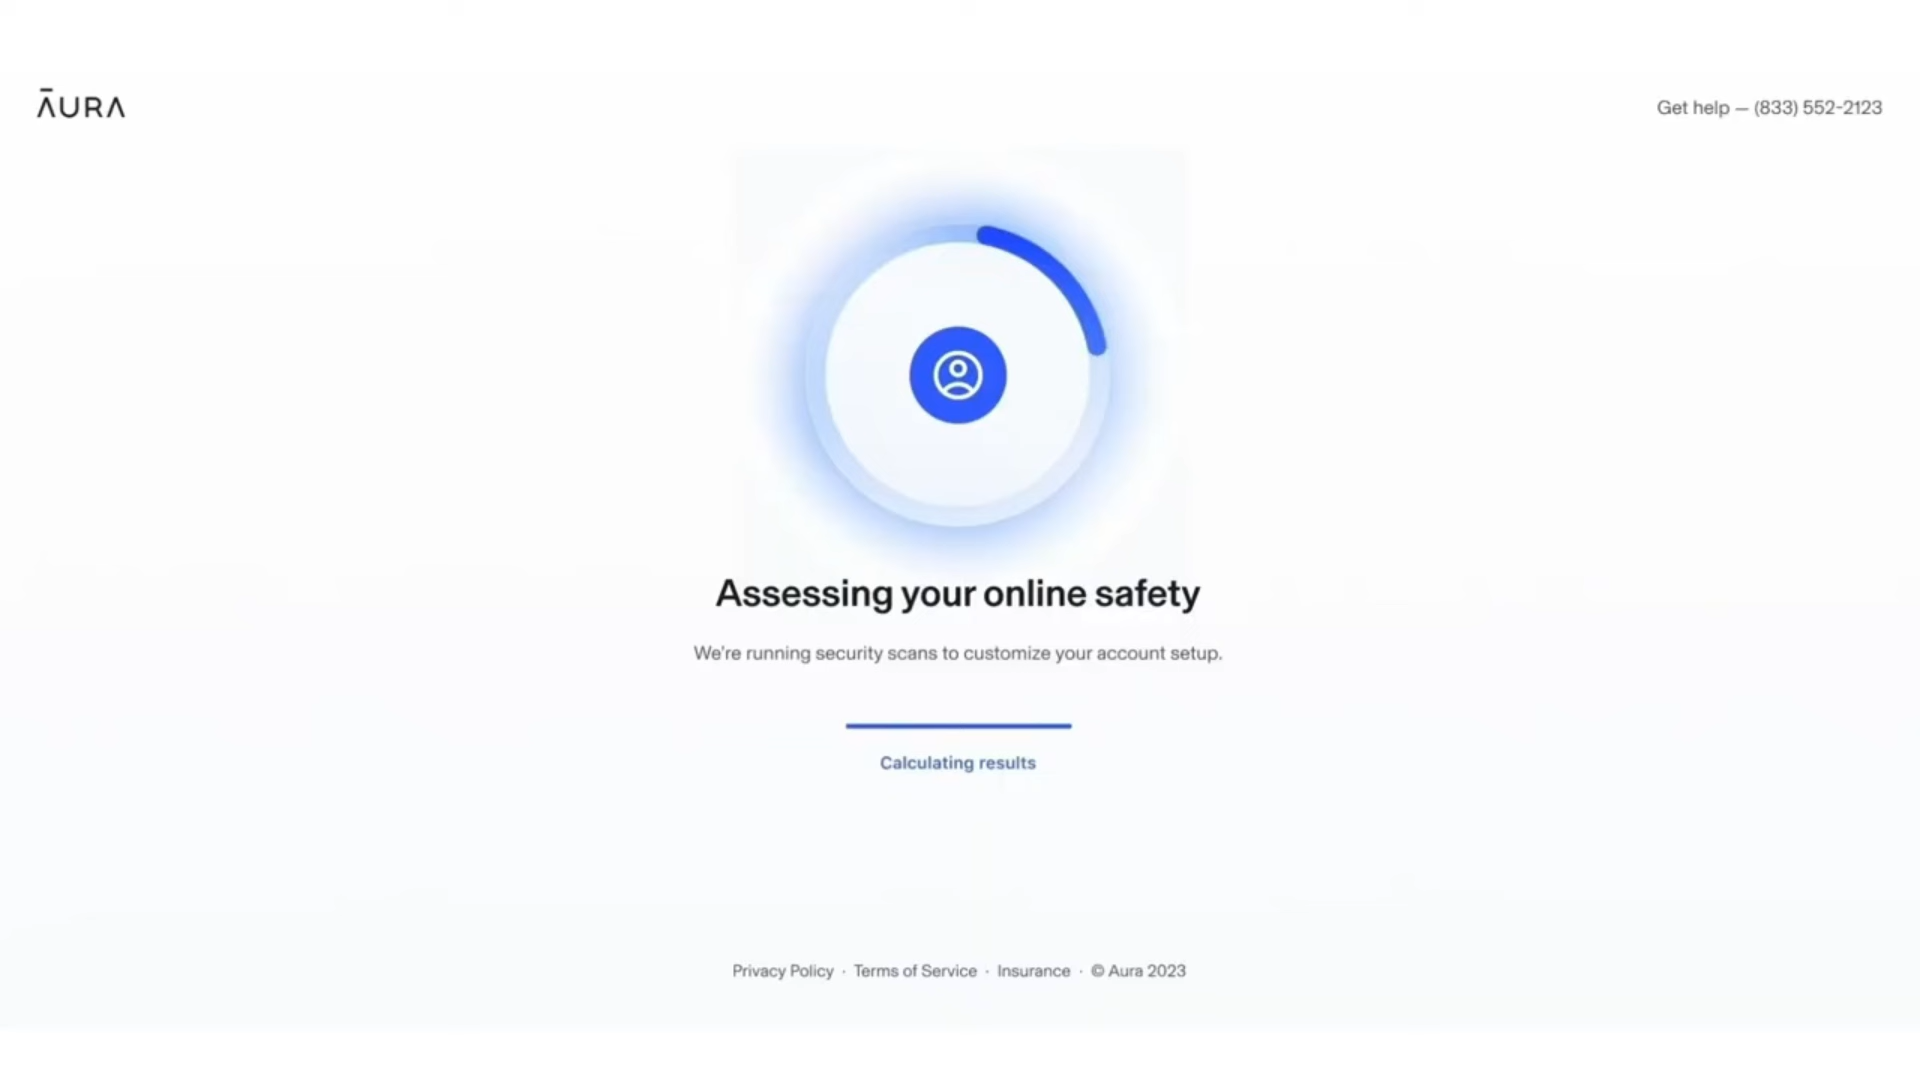 ĀURA
Get help — (833) 552-2123
Assessing your online safety
We're running security scans to customize your account setup.
Calculating results
Privacy Policy · Terms of Service · Insurance · © Aura 2023